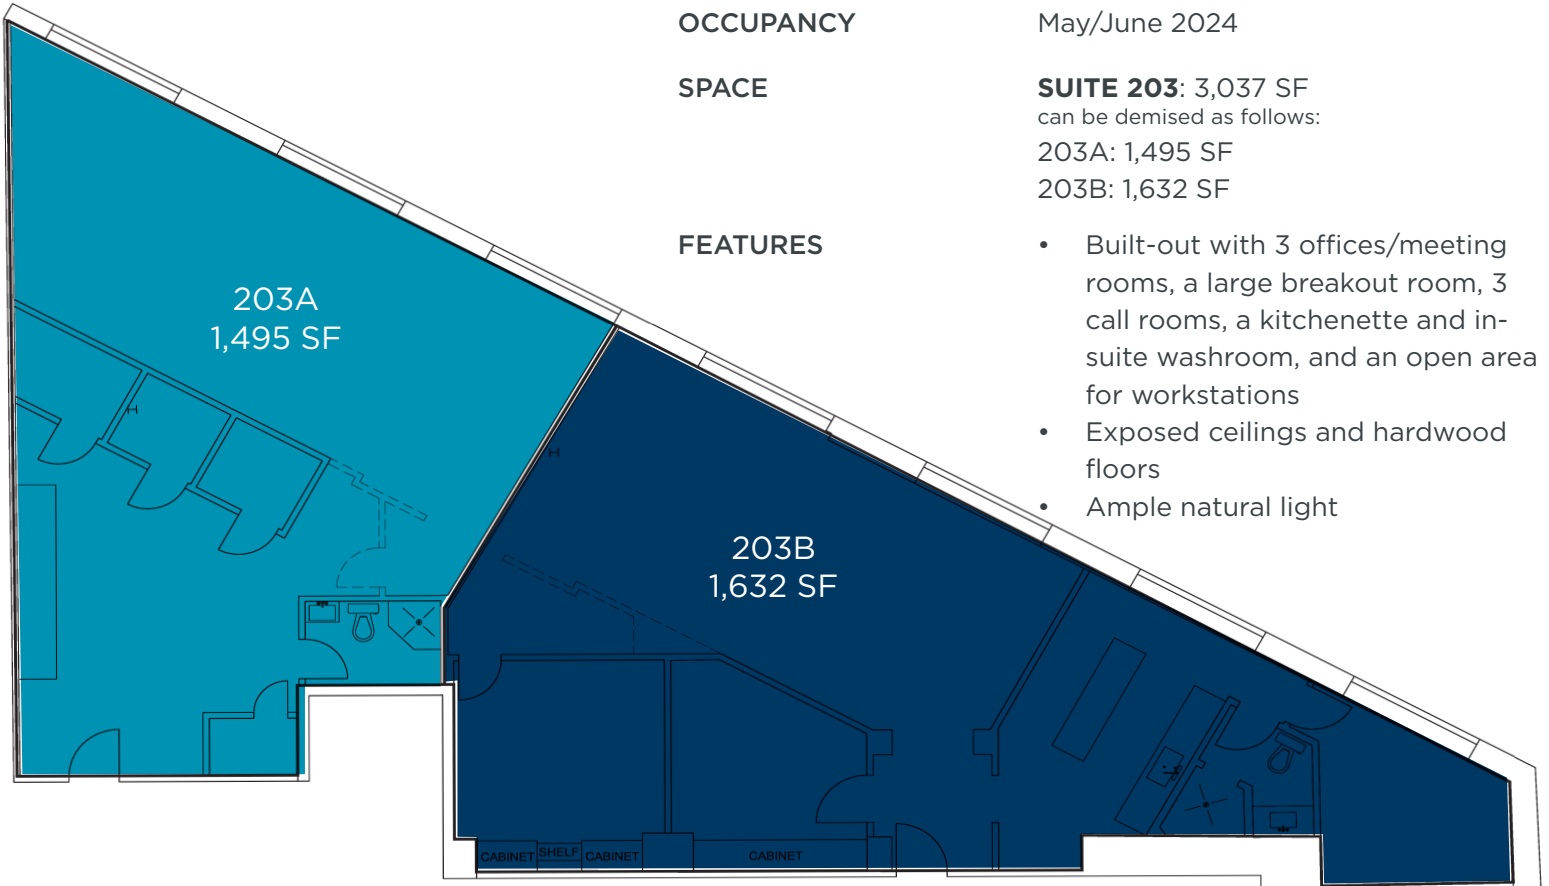 OCCUPANCY
May/June 2024
SPACE
SUITE 203: 3,037 SF
can be demised as follows:
203A: 1,495 SF
203B: 1,632 SF
FEATURES
• Built-out with 3 offices/meeting
rooms, a large breakout room, 3
call rooms, a kitchenette and in-
suite washroom, and an open area
for workstations
• Exposed ceilings and hardwood
floors
• Ample natural light
203A
1,495 SF
203B
1,632 SF
CABINET
SHELF
CABINET
CABINET